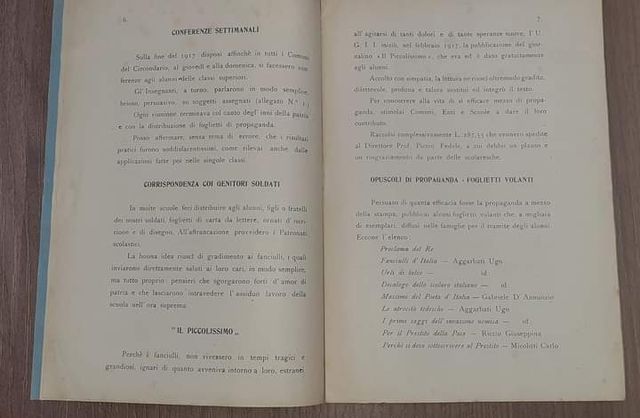 6.
CONFERENZE SETTIMANALI
Sulla fine del 1917 disposi affinchè in tutti i Comuni
del Circondario, al giovedì e alla domenica, si facessero con-
ferenze agli alunni delle classi superiori.
Gl'Insegnanti, a turno, parlarono in modo semplice,
brioso, persuasivo, su soggetti assegnati (allegati N.° 1.)
Ogni riunione terminava col canto degl'inni della patria
e con la distribuzione di foglietti di propaganda.
Posso affermare, senza tema di errore, che i risultati
pratici furono soddisfacentissimi, come rilevai anche dalle
applicazioni fatte poi nelle singole classi.
CORRISPONDENZA COI GENITORI SOLDATI
In molte scuole feci distribuire agli alunni, figli o fratelli
dei nostri soldati, foglietti di carta da lettere, ornati d'iscri-
zione e di disegno. All'affrancazione provvidero i Patronati
scolastici.
La buona idea riuscì di gradimento ai fanciulli, i quali
inviarono direttamente saluti ai loro cari, in modo semplice,
ma tutto proprio: pensieri che sgorgarono forti d'amor di
patria e che lasciarono intravedere l'assiduo lavoro della
scuola nell'ora suprema.
"IL PICCOLISSIMO"
Perchè i fanciulli, non vivessero in tempi tragici e
grandiosi, ignari di quanto avveniva intorno a loro, estranei
7.
all'agitarsi di tanti dolori e di tante speranze nuove, l'U.
G. I. I. iniziò, nel febbraio 1917, la pubblicazione del gior-
nalino « Il Piccolissimo », che era ed è dato gratuitamente
agli alunni.
Accolto con simpatia, la lettura ne riuscì oltremodo gradita,
dilettevole, proficua e talora sostituì ed integrò il testo.
Per concorrere alla vita di sì efficace mezzo di propa-
ganda, stimolai Comuni, Enti e Scuole a dare il loro
contributo.
Raccolsi complessivamente L. 287,55 che vennero spedite
al Direttore Prof. Pietro Fedele, a cui debbo un plauso e
un ringraziamento da parte delle scolaresche.
OPUSCOLI DI PROPAGANDA - FOGLIETTI VOLANTI
Persuaso di quanta efficacia fosse la propaganda a mezzo
della stampa, pubblicai alcuni foglietti volanti che, a migliaia
di esemplari, diffusi nelle famiglie per il tramite degli alunni
Eccone l'elenco:
Proclama del Re
Fanciulli d'Italia — Aggarbati Ugo
Urli di belve — id
Decalogo dello scolaro italiano — id
Massime del Poeta d'Italia — Gabriele D'Annunzio
Le atrocità tedesche — Aggarbati Ugo
I primi saggi dell'invasione nemica — id
Per il Prestito della Pace — Riccio Giuseppina
Perchè si deve sottoscrivere al Prestito — Micolotti Carlo